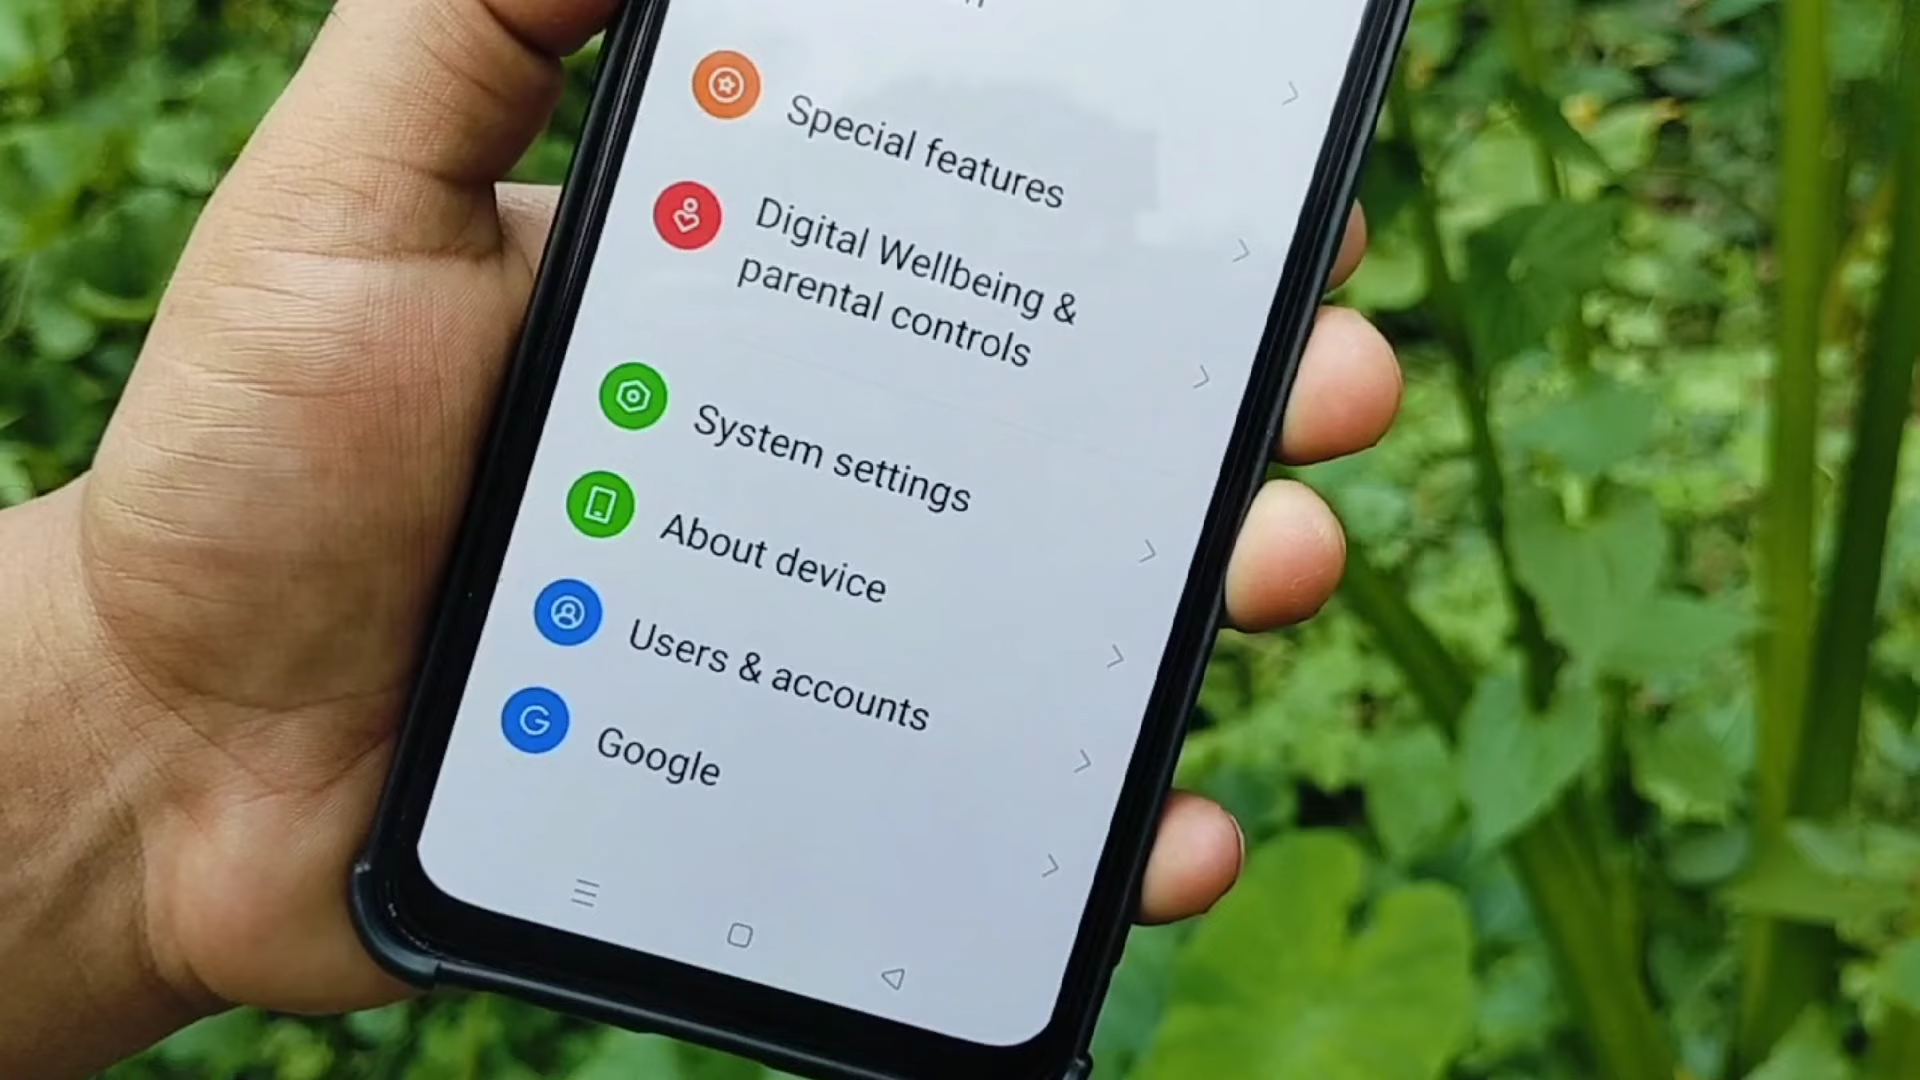 Special features
Digital Wellbeing &
parental controls
System settings
About device
Users & accounts
Google